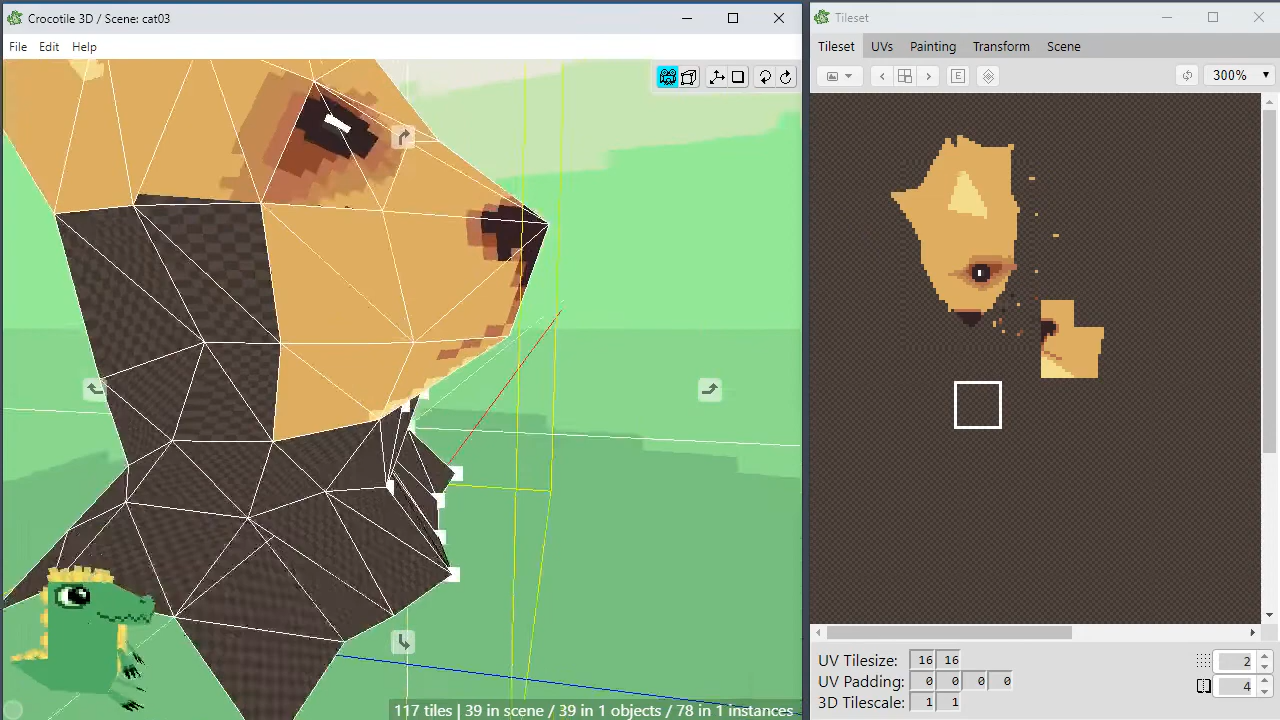 Crocotile 3D / Scene: cat03
File Edit Help
117 tiles | 39 in scene / 39 in 1 objects / 78 in 1 instances
Tileset
Tileset UVs Painting Transform Scene
E 300%
UV Tilesize: 16 16
UV Padding: 0 0 0 0
3D Tilescale: 1 1
2
4